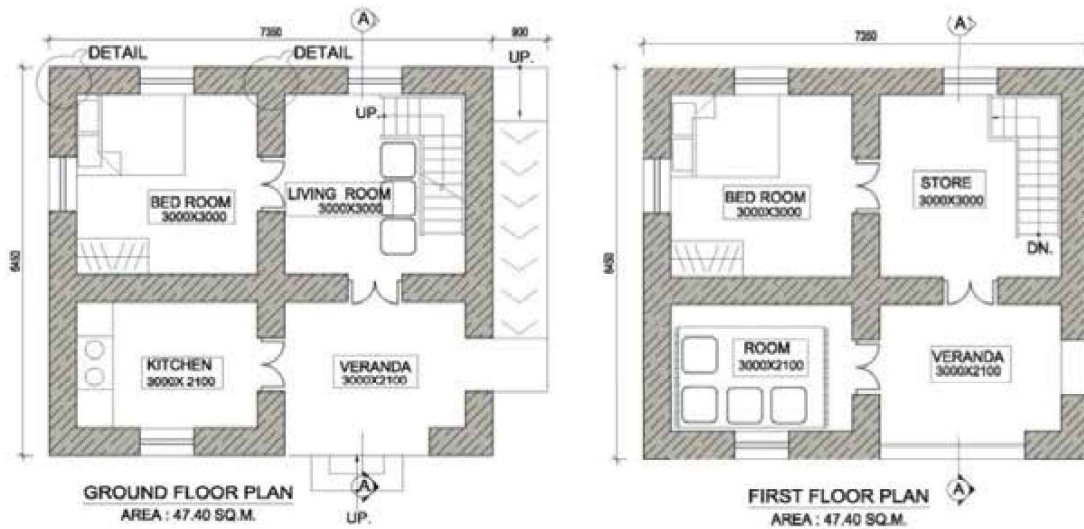 A
7350
900
DETAIL
DETAIL
UP.
UP.
6450
BED ROOM
3000X3000
LIVING ROOM
3000X3000
KITCHEN
3000X 2100
VERANDA
3000X2100
A
UP.
GROUND FLOOR PLAN
AREA : 47.40 SQ.M.
A
7350
6450
BED ROOM
3000X3000
STORE
3000X3000
DN.
ROOM
3000X2100
VERANDA
3000X2100
A
FIRST FLOOR PLAN
AREA : 47.40 SQ.M.